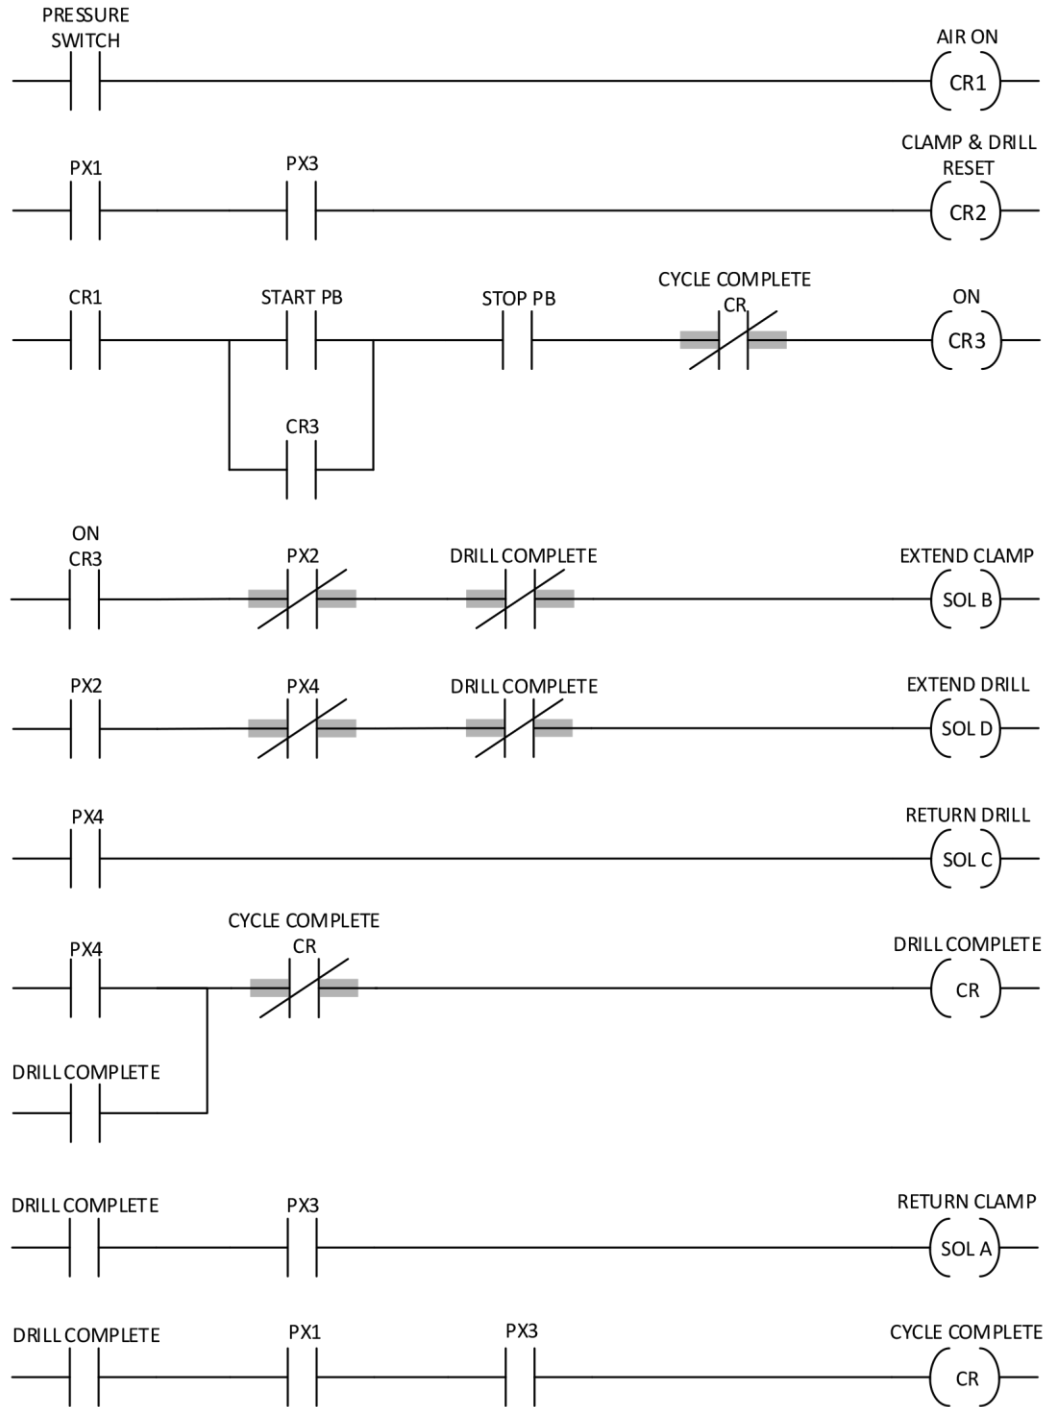 PRESSURE
SWITCH
AIR ON
CR1
CLAMP & DRILL
RESET
PX1
PX3
CR2
CR1
START PB
STOP PB
CYCLE COMPLETE
CR
ON
CR3
CR3
ON
CR3
PX2
DRILL COMPLETE
EXTEND CLAMP
SOL B
PX2
PX4
DRILL COMPLETE
EXTEND DRILL
SOL D
PX4
RETURN DRILL
SOL C
CYCLE COMPLETE
CR
PX4
DRILL COMPLETE
CR
DRILL COMPLETE
DRILL COMPLETE
PX3
RETURN CLAMP
SOL A
DRILL COMPLETE
PX1
PX3
CYCLE COMPLETE
CR